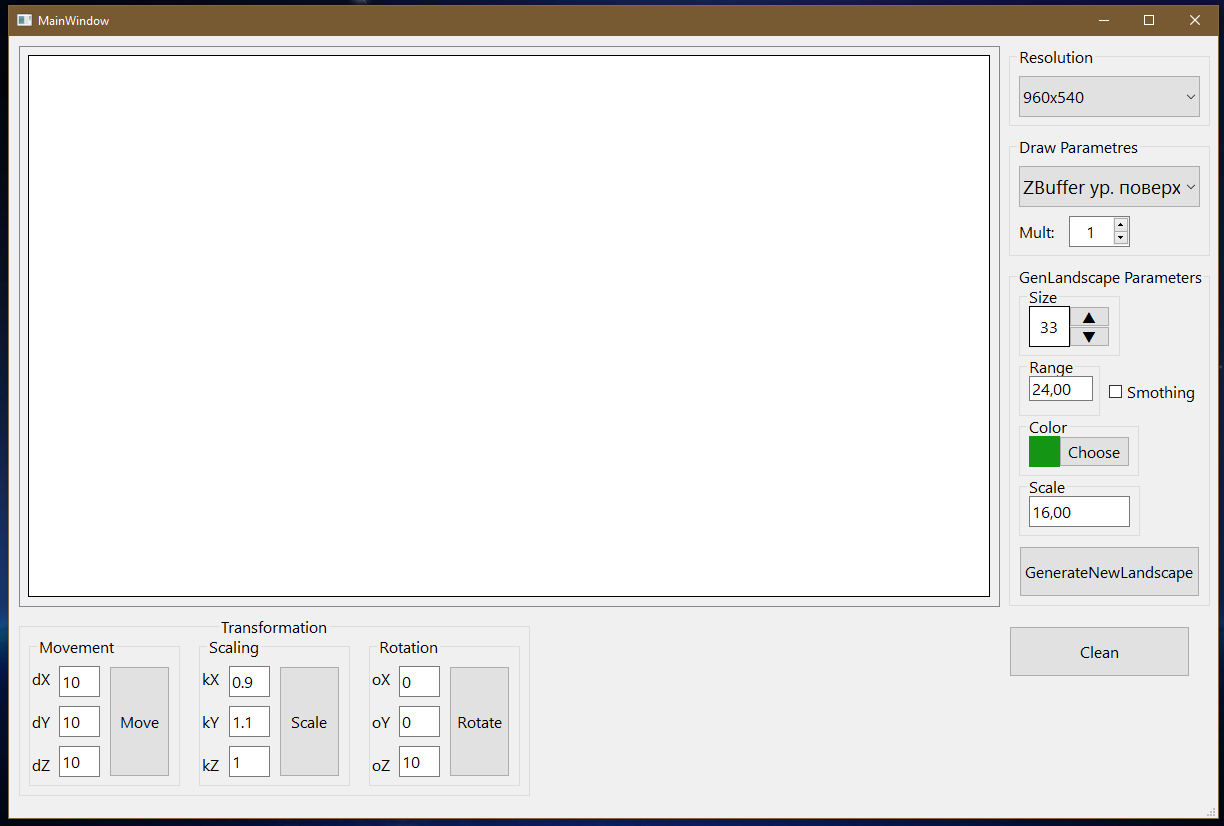 MainWindow
Resolution
960x540
Draw Parametres
ZBuffer ур. поверх
Mult: 1
GenLandscape Parameters
Size
33
Range
24,00
Smothing
Color
Choose
Scale
16,00
GenerateNewLandscape
Clean
Transformation
Movement
dX 10
dY 10
dZ 10
Move
Scaling
kX 0.9
kY 1.1
kZ 1
Scale
Rotation
oX 0
oY 0
oZ 10
Rotate